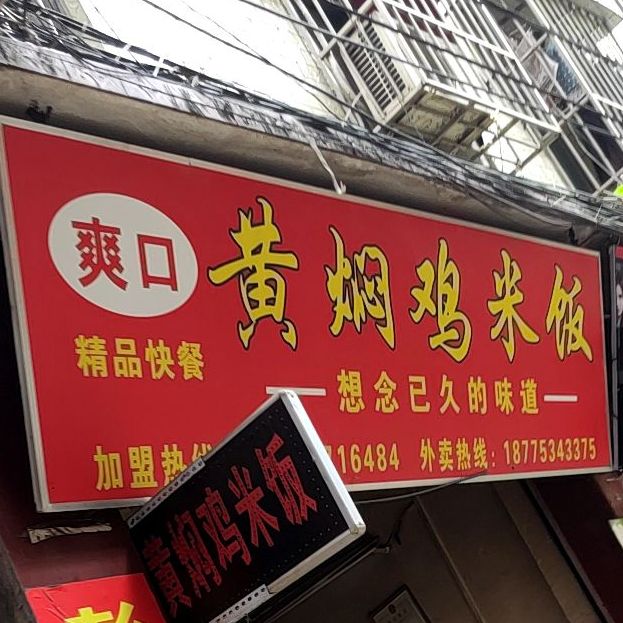 爽口
黄焖鸡米饭
精品快餐
想念已久的味道
加盟热线 16484 外卖热线:18775343375
黄焖鸡米饭